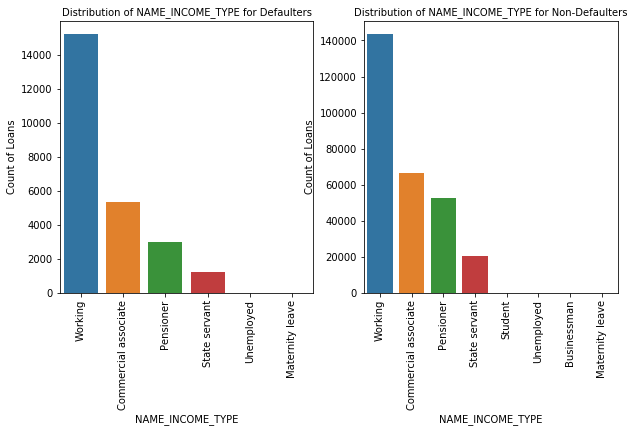 Distribution of NAME_INCOME_TYPE for Defaulters
Count of Loans
14000
12000
10000
8000
6000
4000
2000
0
Working
Commercial associate
Pensioner
State servant
Unemployed
Maternity leave
NAME_INCOME_TYPE
Distribution of NAME_INCOME_TYPE for Non-Defaulters
Count of Loans
140000
120000
100000
80000
60000
40000
20000
0
Working
Commercial associate
Pensioner
State servant
Student
Unemployed
Businessman
Maternity leave
NAME_INCOME_TYPE